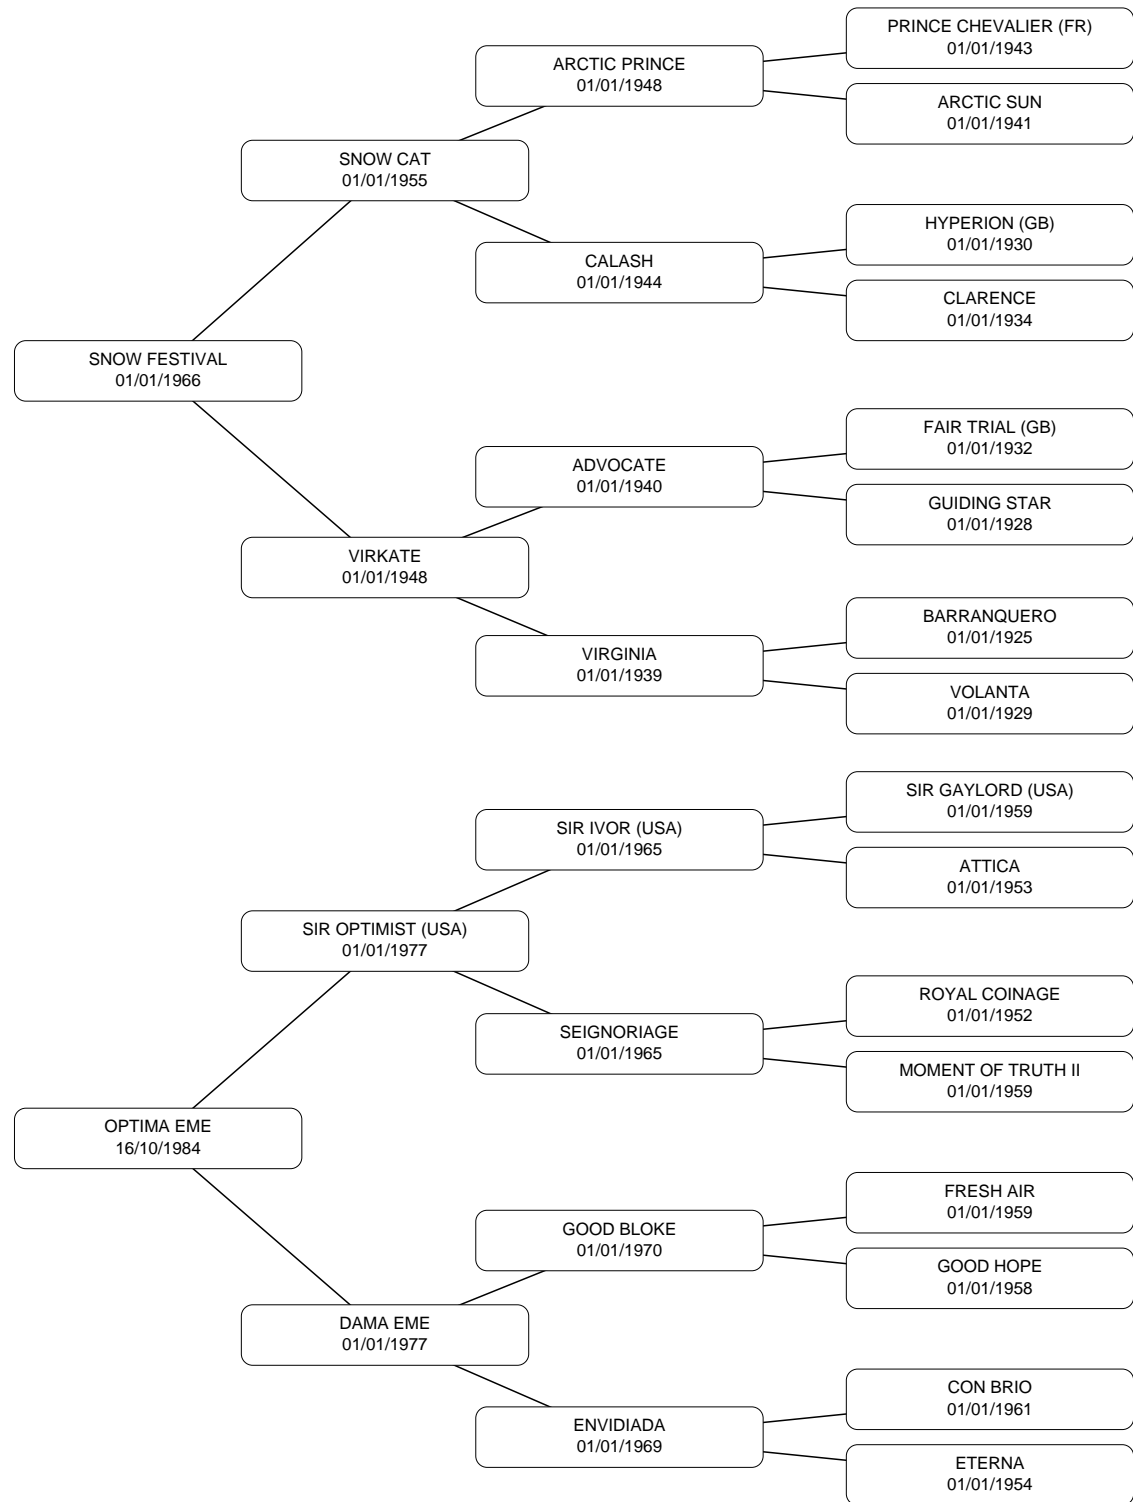 PRINCE CHEVALIER (FR)
01/01/1943
ARCTIC PRINCE
01/01/1948
ARCTIC SUN
01/01/1941
SNOW CAT
01/01/1955
HYPERION (GB)
01/01/1930
CALASH
01/01/1944
CLARENCE
01/01/1934
SNOW FESTIVAL
01/01/1966
FAIR TRIAL (GB)
01/01/1932
ADVOCATE
01/01/1940
GUIDING STAR
01/01/1928
VIRKATE
01/01/1948
BARRANQUERO
01/01/1925
VIRGINIA
01/01/1939
VOLANTA
01/01/1929
SIR GAYLORD (USA)
01/01/1959
SIR IVOR (USA)
01/01/1965
ATTICA
01/01/1953
SIR OPTIMIST (USA)
01/01/1977
ROYAL COINAGE
01/01/1952
SEIGNORIAGE
01/01/1965
MOMENT OF TRUTH II
01/01/1959
OPTIMA EME
16/10/1984
FRESH AIR
01/01/1959
GOOD BLOKE
01/01/1970
GOOD HOPE
01/01/1958
DAMA EME
01/01/1977
CON BRIO
01/01/1961
ENVIDIADA
01/01/1969
ETERNA
01/01/1954